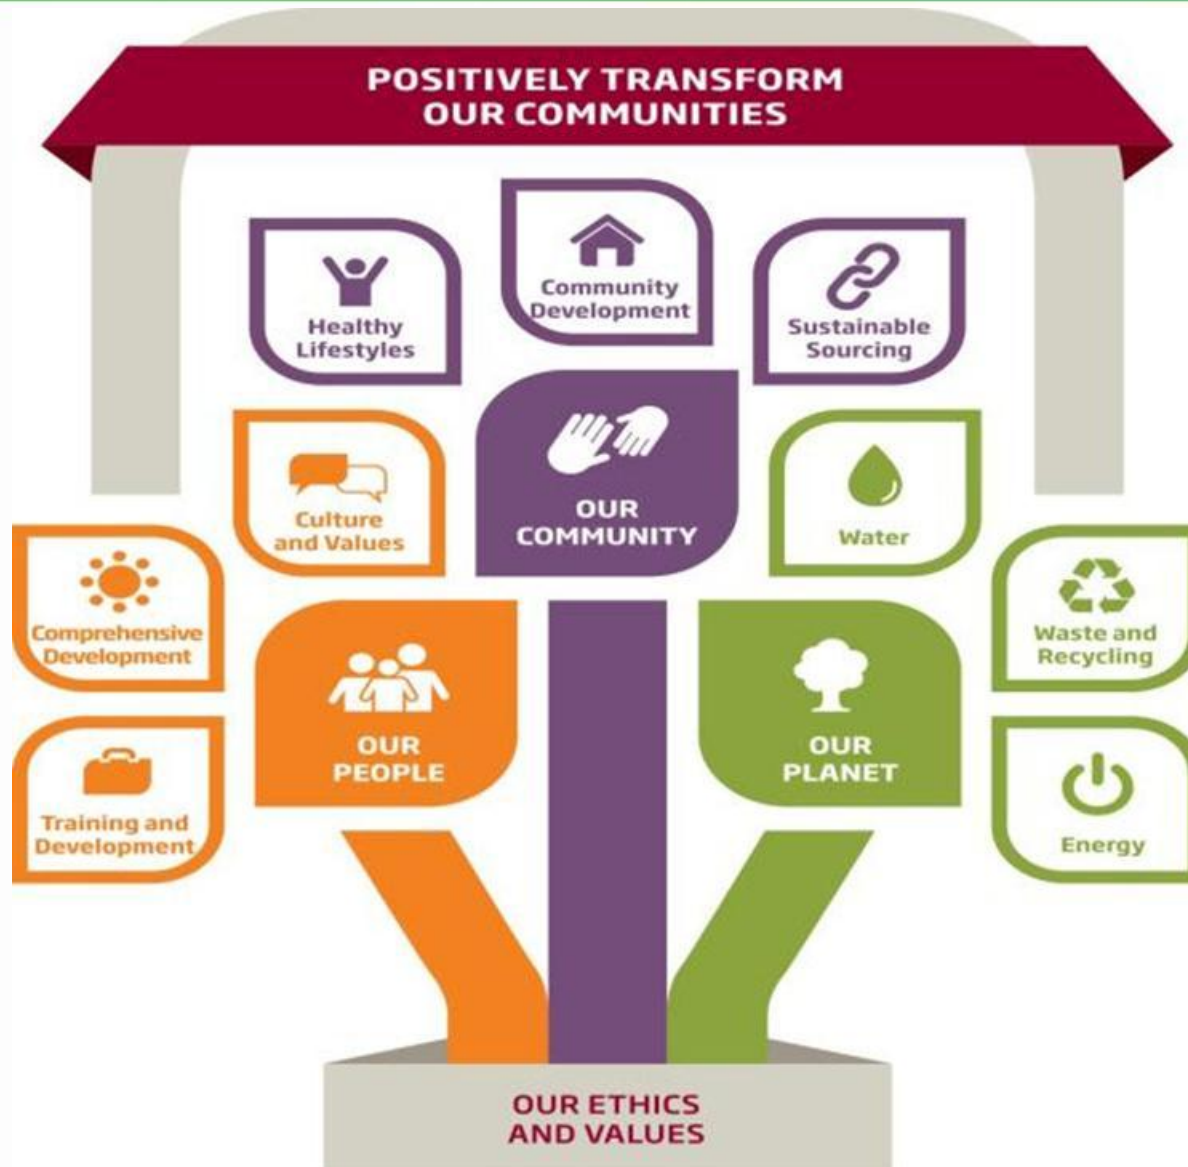 POSITIVELY TRANSFORM
OUR COMMUNITIES
Community
Development
Healthy
Lifestyles
Sustainable
Sourcing
OUR
COMMUNITY
Culture
and Values
Water
Comprehensive
Development
Waste and
Recycling
OUR
PEOPLE
OUR
PLANET
Training and
Development
Energy
OUR ETHICS
AND VALUES